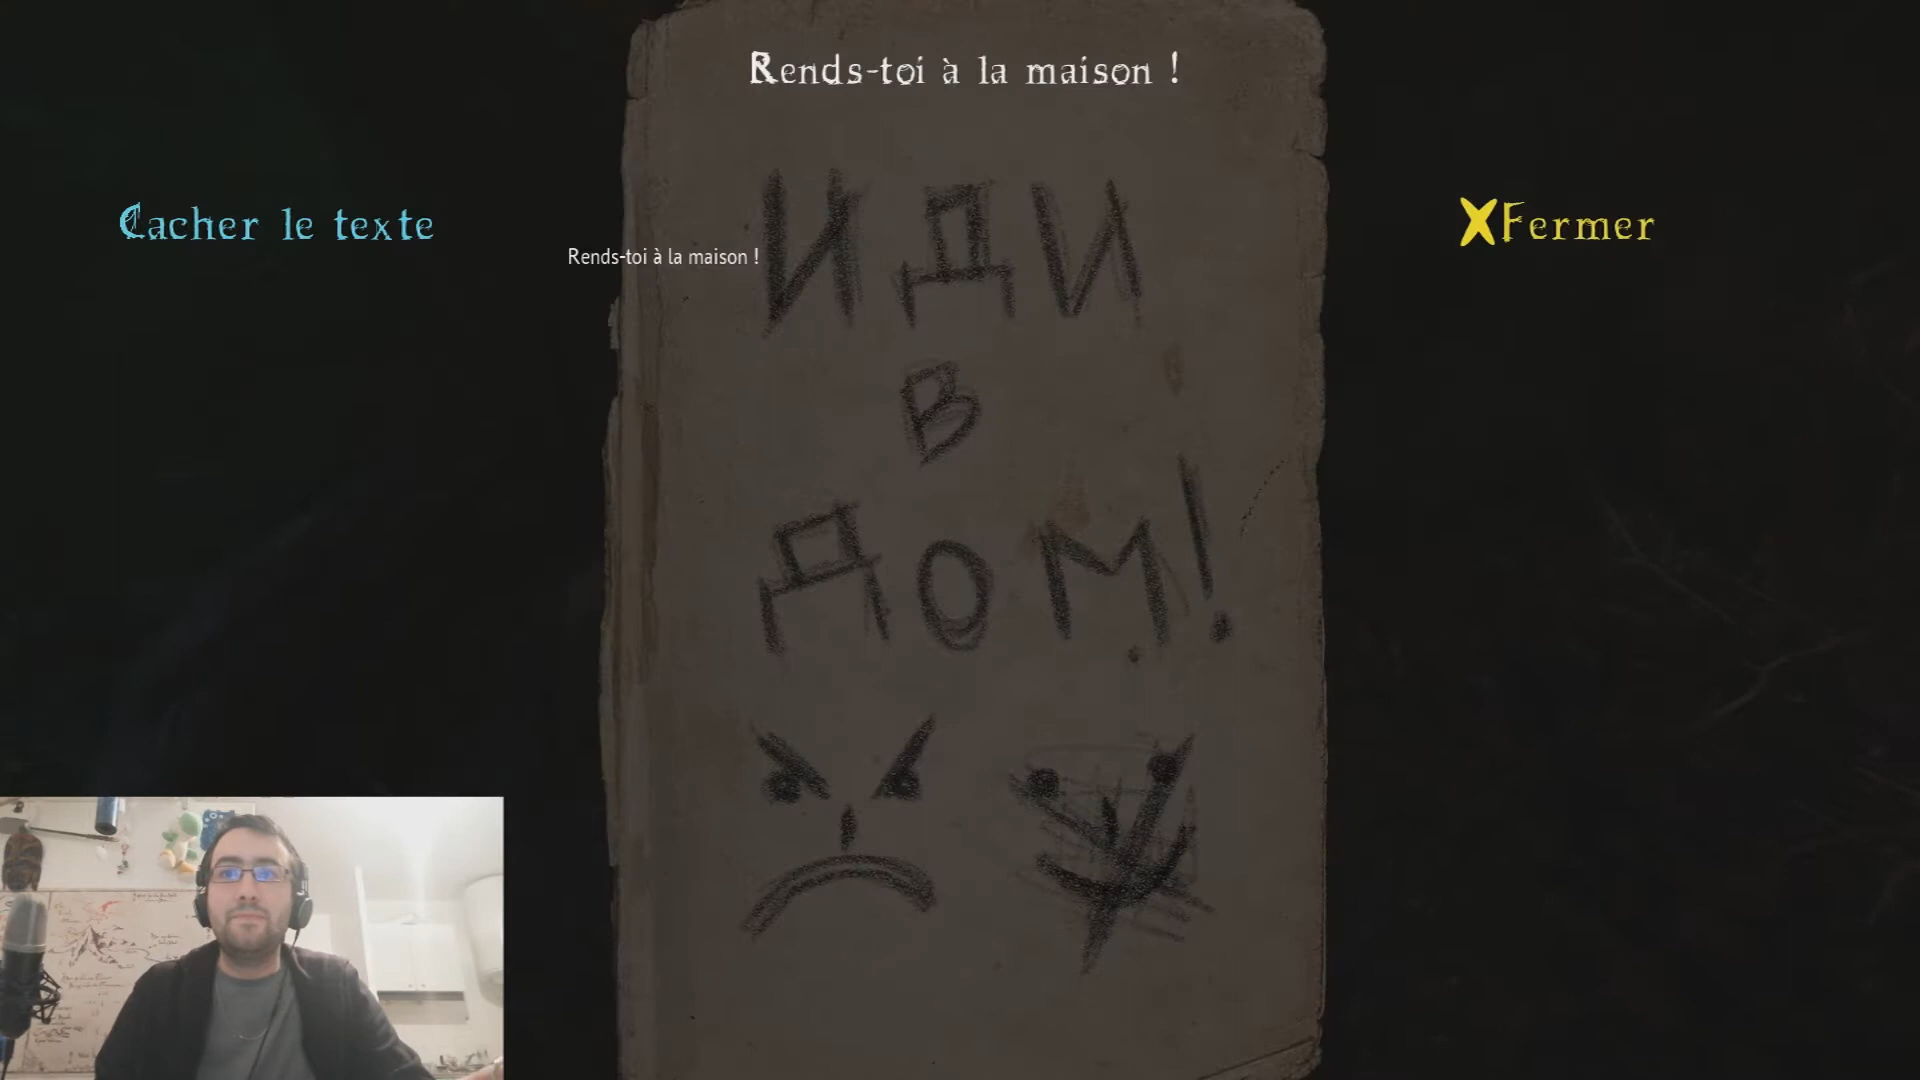 Rends-toi à la maison !
Cacher le texte
Fermer
Rends-toi à la maison !
ИДИ
В
ДОМ!